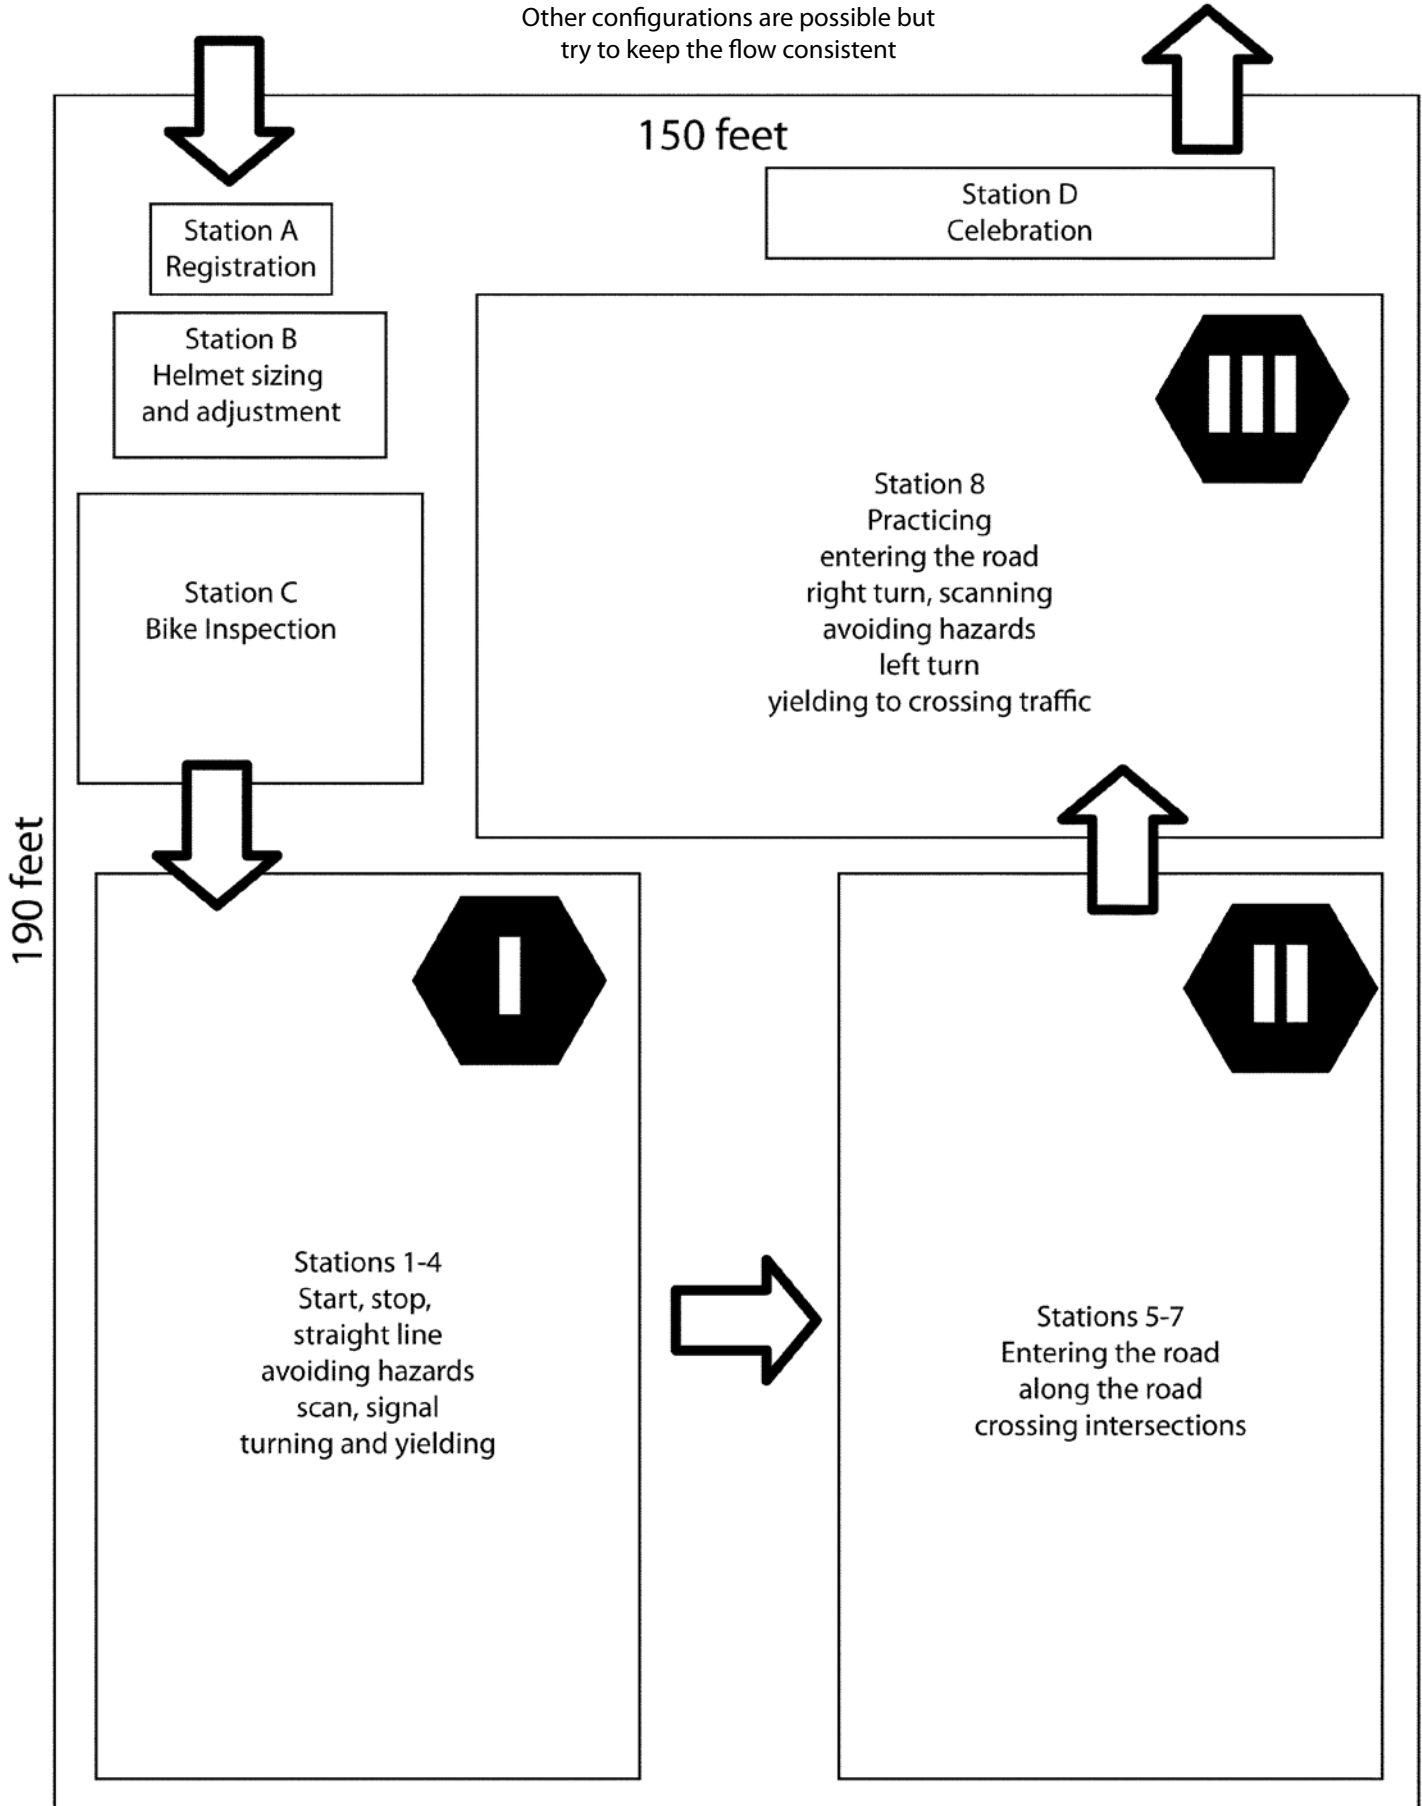 Other configurations are possible but
try to keep the flow consistent
150 feet
Station D
Celebration
Station A
Registration
Station B
Helmet sizing
and adjustment
III
Station C
Bike Inspection
Station 8
Practicing
entering the road
right turn, scanning
avoiding hazards
left turn
yielding to crossing traffic
190 feet
I
II
Stations 1-4
Start, stop,
straight line
avoiding hazards
scan, signal
turning and yielding
Stations 5-7
Entering the road
along the road
crossing intersections